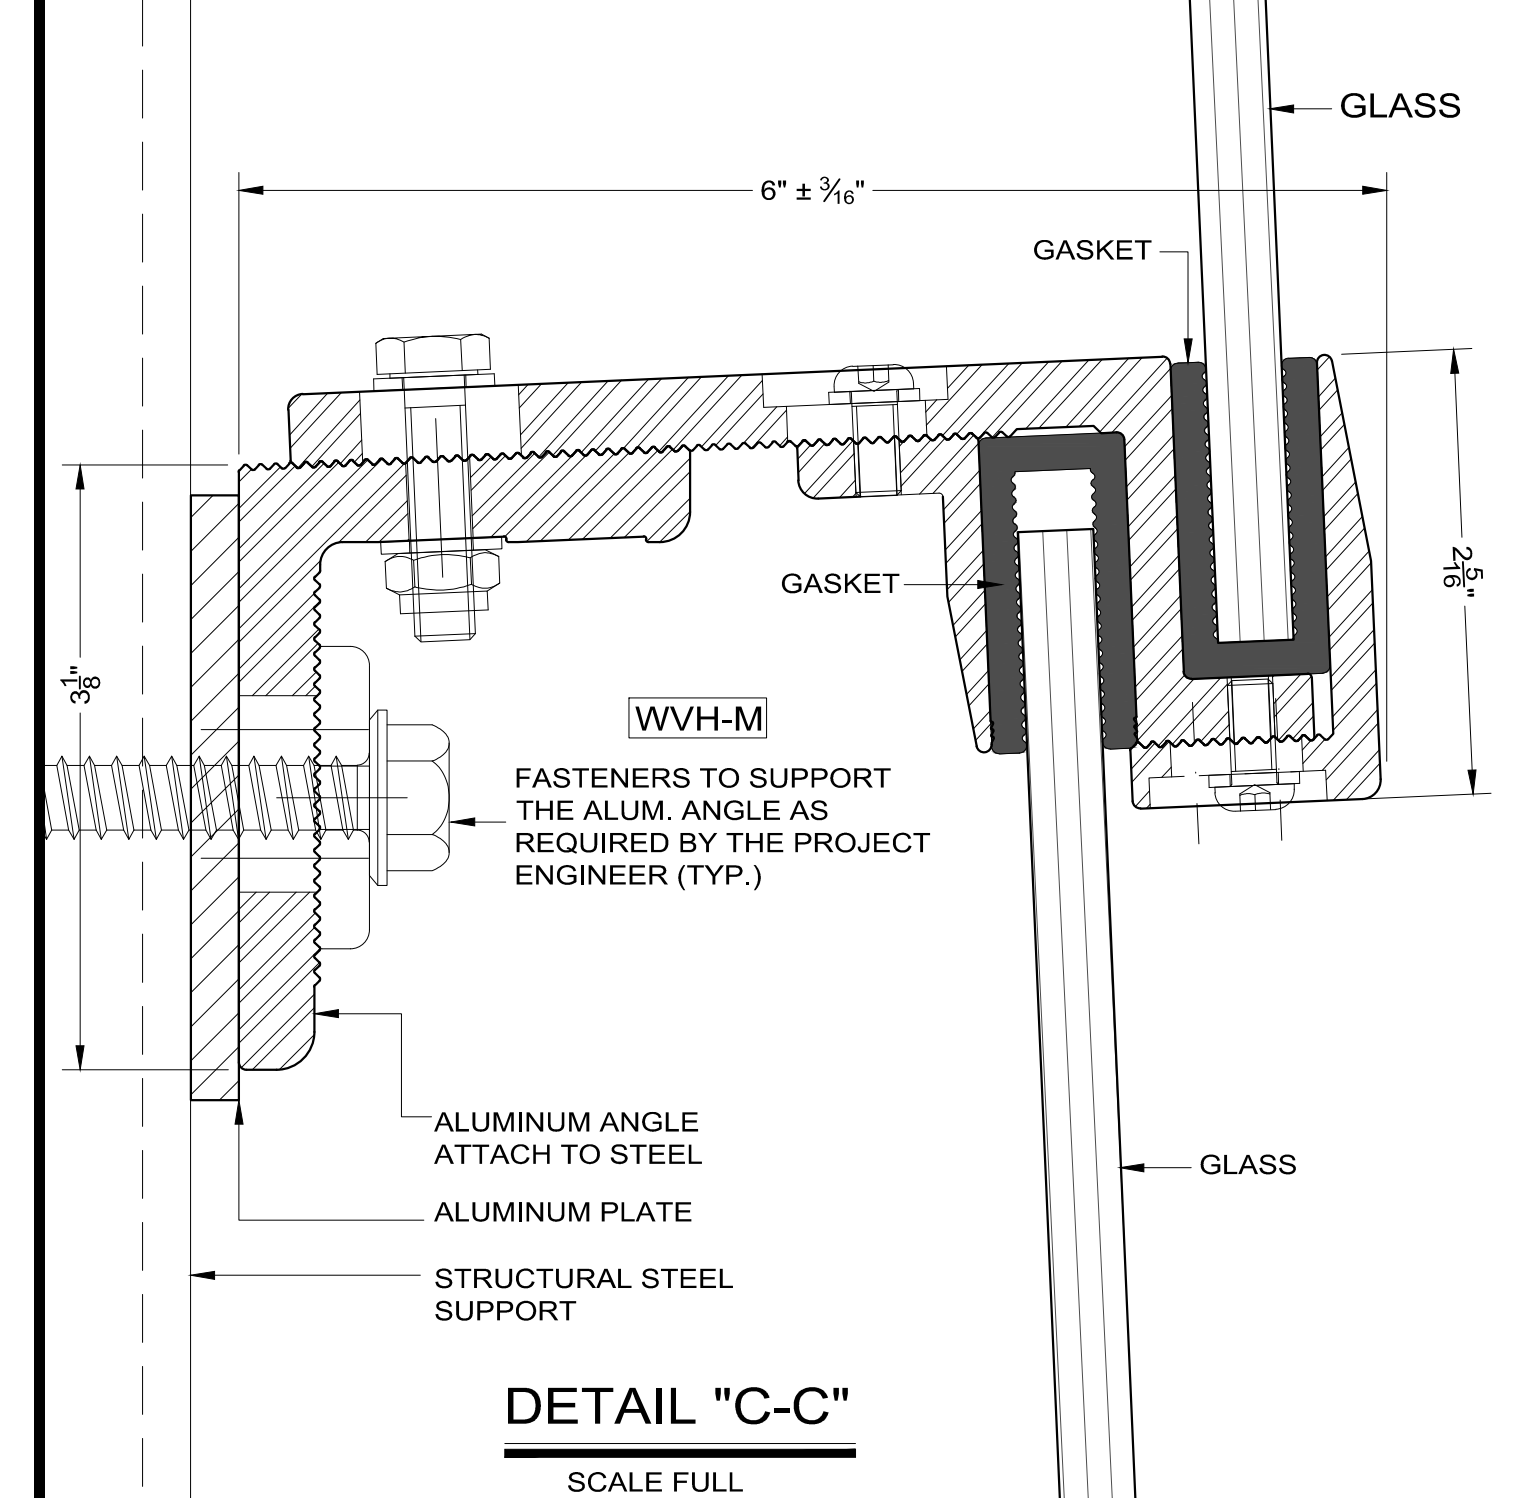 GLASS
6" ± 3/16"
GASKET
2 5/16"
GASKET
3 1/8"
WVH-M
FASTENERS TO SUPPORT
THE ALUM. ANGLE AS
REQUIRED BY THE PROJECT
ENGINEER (TYP.)
ALUMINUM ANGLE
ATTACH TO STEEL
GLASS
ALUMINUM PLATE
STRUCTURAL STEEL
SUPPORT
DETAIL "C-C"
SCALE FULL